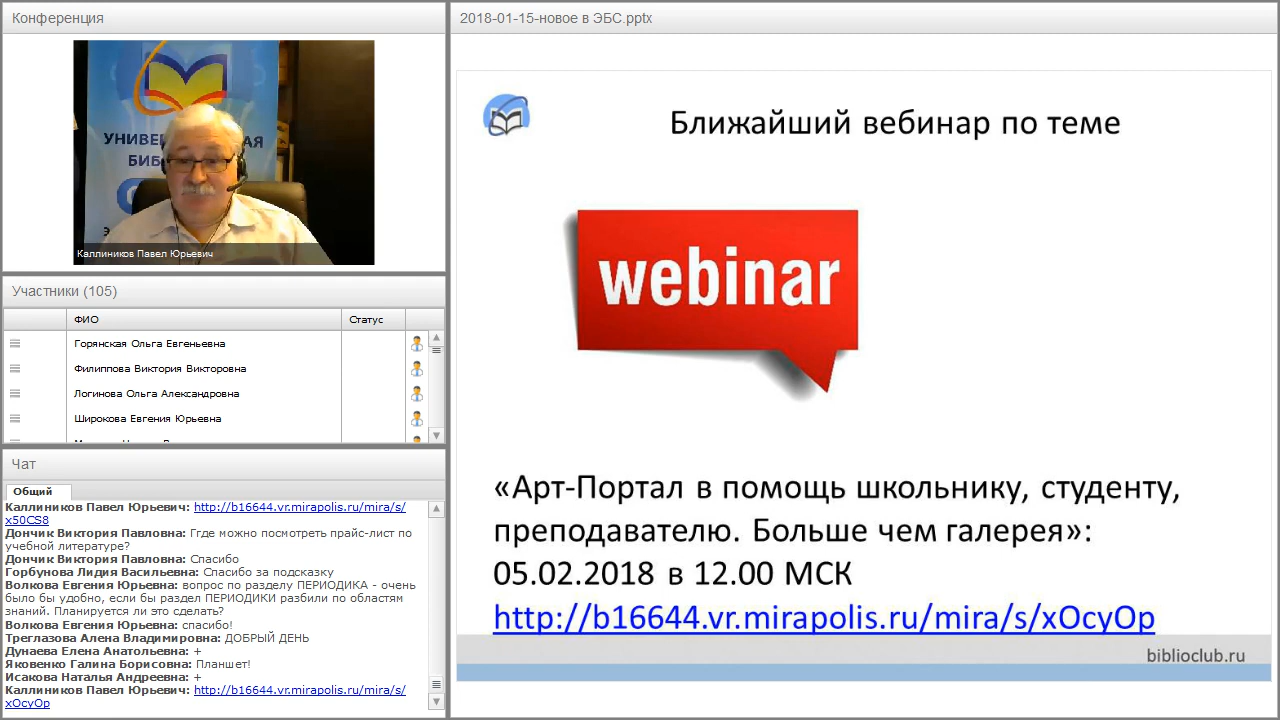 Конференция
УНИВЕ
АЯ
БИБ
Каллиников Павел Юрьевич
Участники (105)
ФИО
Статус
Горянская Ольга Евгеньевна
Филиппова Виктория Викторовна
Логинова Ольга Александровна
Широкова Евгения Юрьевна
Чат
Общий
Каллиников Павел Юрьевич: http://b16644.vr.mirapolis.ru/mira/s/
x50CS8
Дончик Виктория Павловна: Ггде можно посмотреть прайс-лист по
учебной литературе?
Дончик Виктория Павловна: Спасибо
Горбунова Лидия Васильевна: Спасибо за подсказку
Волкова Евгения Юрьевна: вопрос по разделу ПЕРИОДИКА - очень
было бы удобно, если бы раздел ПЕРИОДИКИ разбили по областям
знаний. Планируется ли это сделать?
Волкова Евгения Юрьевна: спасибо!
Треглазова Алена Владимировна: ДОБРЫЙ ДЕНЬ
Дунаева Елена Анатольевна: +
Яковенко Галина Борисовна: Планшет!
Исакова Наталья Андреевна: +
Каллиников Павел Юрьевич: http://b16644.vr.mirapolis.ru/mira/s/
xOcyOp
2018-01-15-новое в ЭБС.pptx
Ближайший вебинар по теме
webinar
«Арт-Портал в помощь школьнику, студенту,
преподавателю. Больше чем галерея»:
05.02.2018 в 12.00 МСК
http://b16644.vr.mirapolis.ru/mira/s/xOcyOp
biblioclub.ru